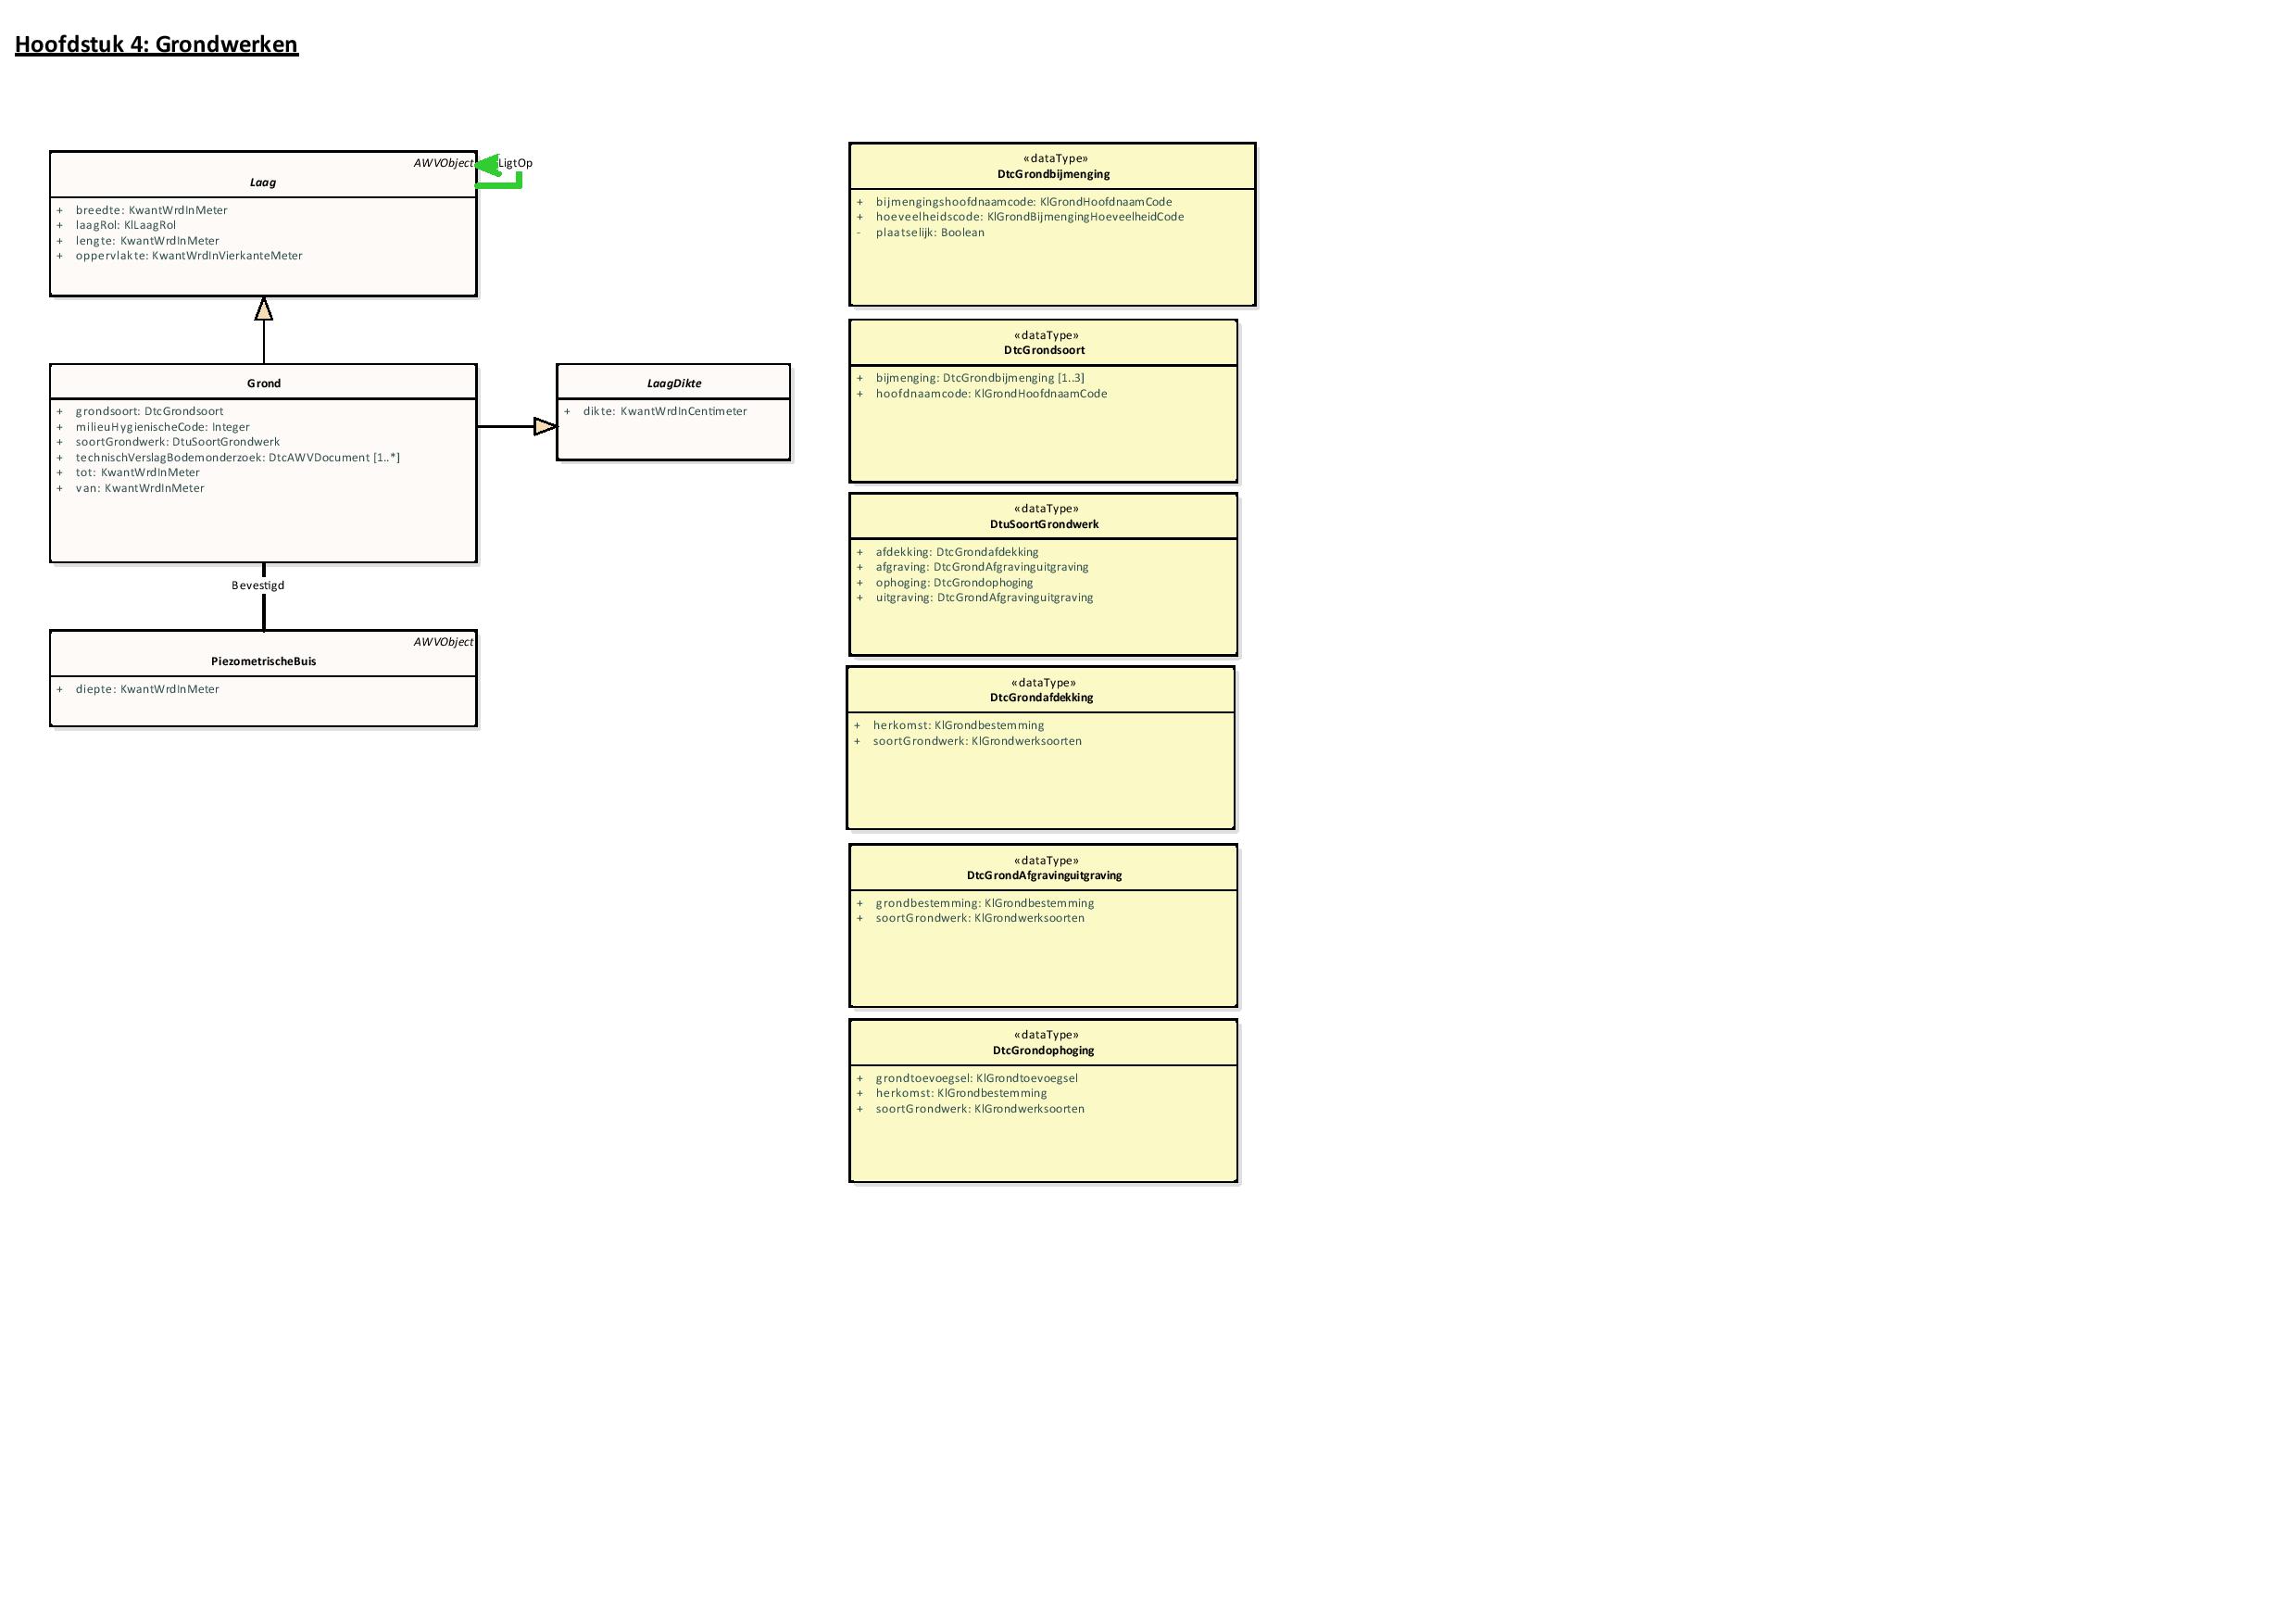 Hoofdstuk 4: Grondwerken
AWVObject
Laag
+ breedte: KwantWrdInMeter
+ laagRol: KlLaagRol
+ lengte: KwantWrdInMeter
+ oppervlakte: KwantWrdInVierkanteMeter
LigtOp
Grond
+ grondsoort: DtcGrondsoort
+ milieuHygienischeCode: Integer
+ soortGrondwerk: DtuSoortGrondwerk
+ technischVerslagBodemonderzoek: DtcAWVDocument [1..*]
+ tot: KwantWrdInMeter
+ van: KwantWrdInMeter
LaagDikte
+ dikte: KwantWrdInCentimeter
Bevestigd
AWVObject
PiezometrischeBuis
+ diepte: KwantWrdInMeter
«dataType»
DtcGrondbijmenging
+ bijmengingshoofdnaamcode: KlGrondHoofdnaamCode
+ hoeveelheidscode: KlGrondBijmengingHoeveelheidCode
- plaatselijk: Boolean
«dataType»
DtcGrondsoort
+ bijmenging: DtcGrondbijmenging [1..3]
+ hoofdnaamcode: KlGrondHoofdnaamCode
«dataType»
DtuSoortGrondwerk
+ afdekking: DtcGrondafdekking
+ afgraving: DtcGrondAfgravinguitgraving
+ ophoging: DtcGrondophoging
+ uitgraving: DtcGrondAfgravinguitgraving
«dataType»
DtcGrondafdekking
+ herkomst: KlGrondbestemming
+ soortGrondwerk: KlGrondwerksoorten
«dataType»
DtcGrondAfgravinguitgraving
+ grondbestemming: KlGrondbestemming
+ soortGrondwerk: KlGrondwerksoorten
«dataType»
DtcGrondophoging
+ grondtoevoegsel: KlGrondtoevoegsel
+ herkomst: KlGrondbestemming
+ soortGrondwerk: KlGrondwerksoorten